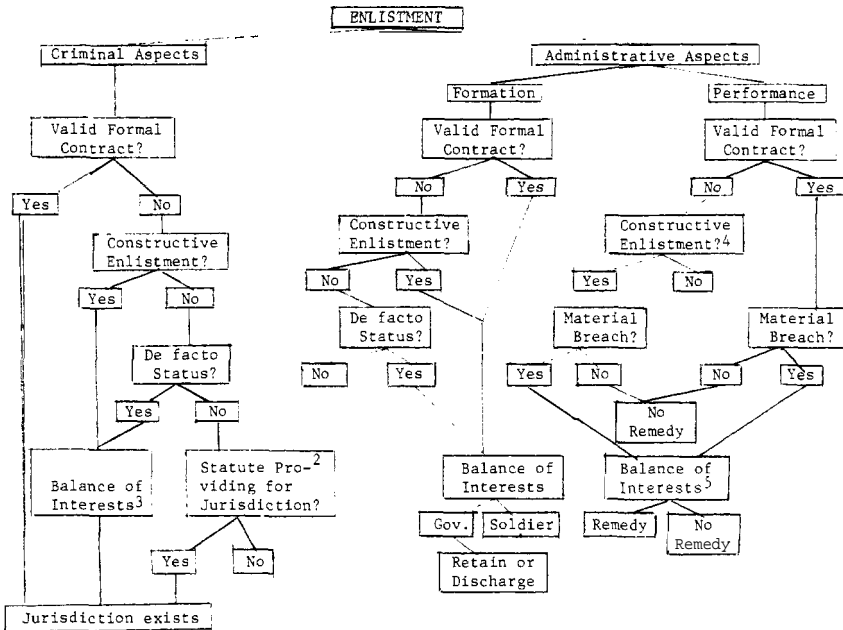 ENLISTMENT
Criminal Aspects
Administrative Aspects
Formation
Performance
Valid Formal
Contract?
Valid Formal
Contract?
Valid Formal
Contract?
Yes
No
No
Yes
No
Yes
Constructive
Enlistment?
Constructive
Enlistment?
Constructive
Enlistment?4
Yes
No
No
Yes
Yes
No
De facto
Status?
De facto
Status?
Material
Breach?
Material
Breach?
Yes
No
No
Yes
Yes
No
No
Yes
No
Remedy
Balance of
Interests3
Statute Pro-2
viding for
Jurisdiction?
Balance of
Interests
Balance of
Interests5
Gov.
Soldier
Remedy
No
Remedy
Yes
No
Retain or
Discharge
Jurisdiction exists